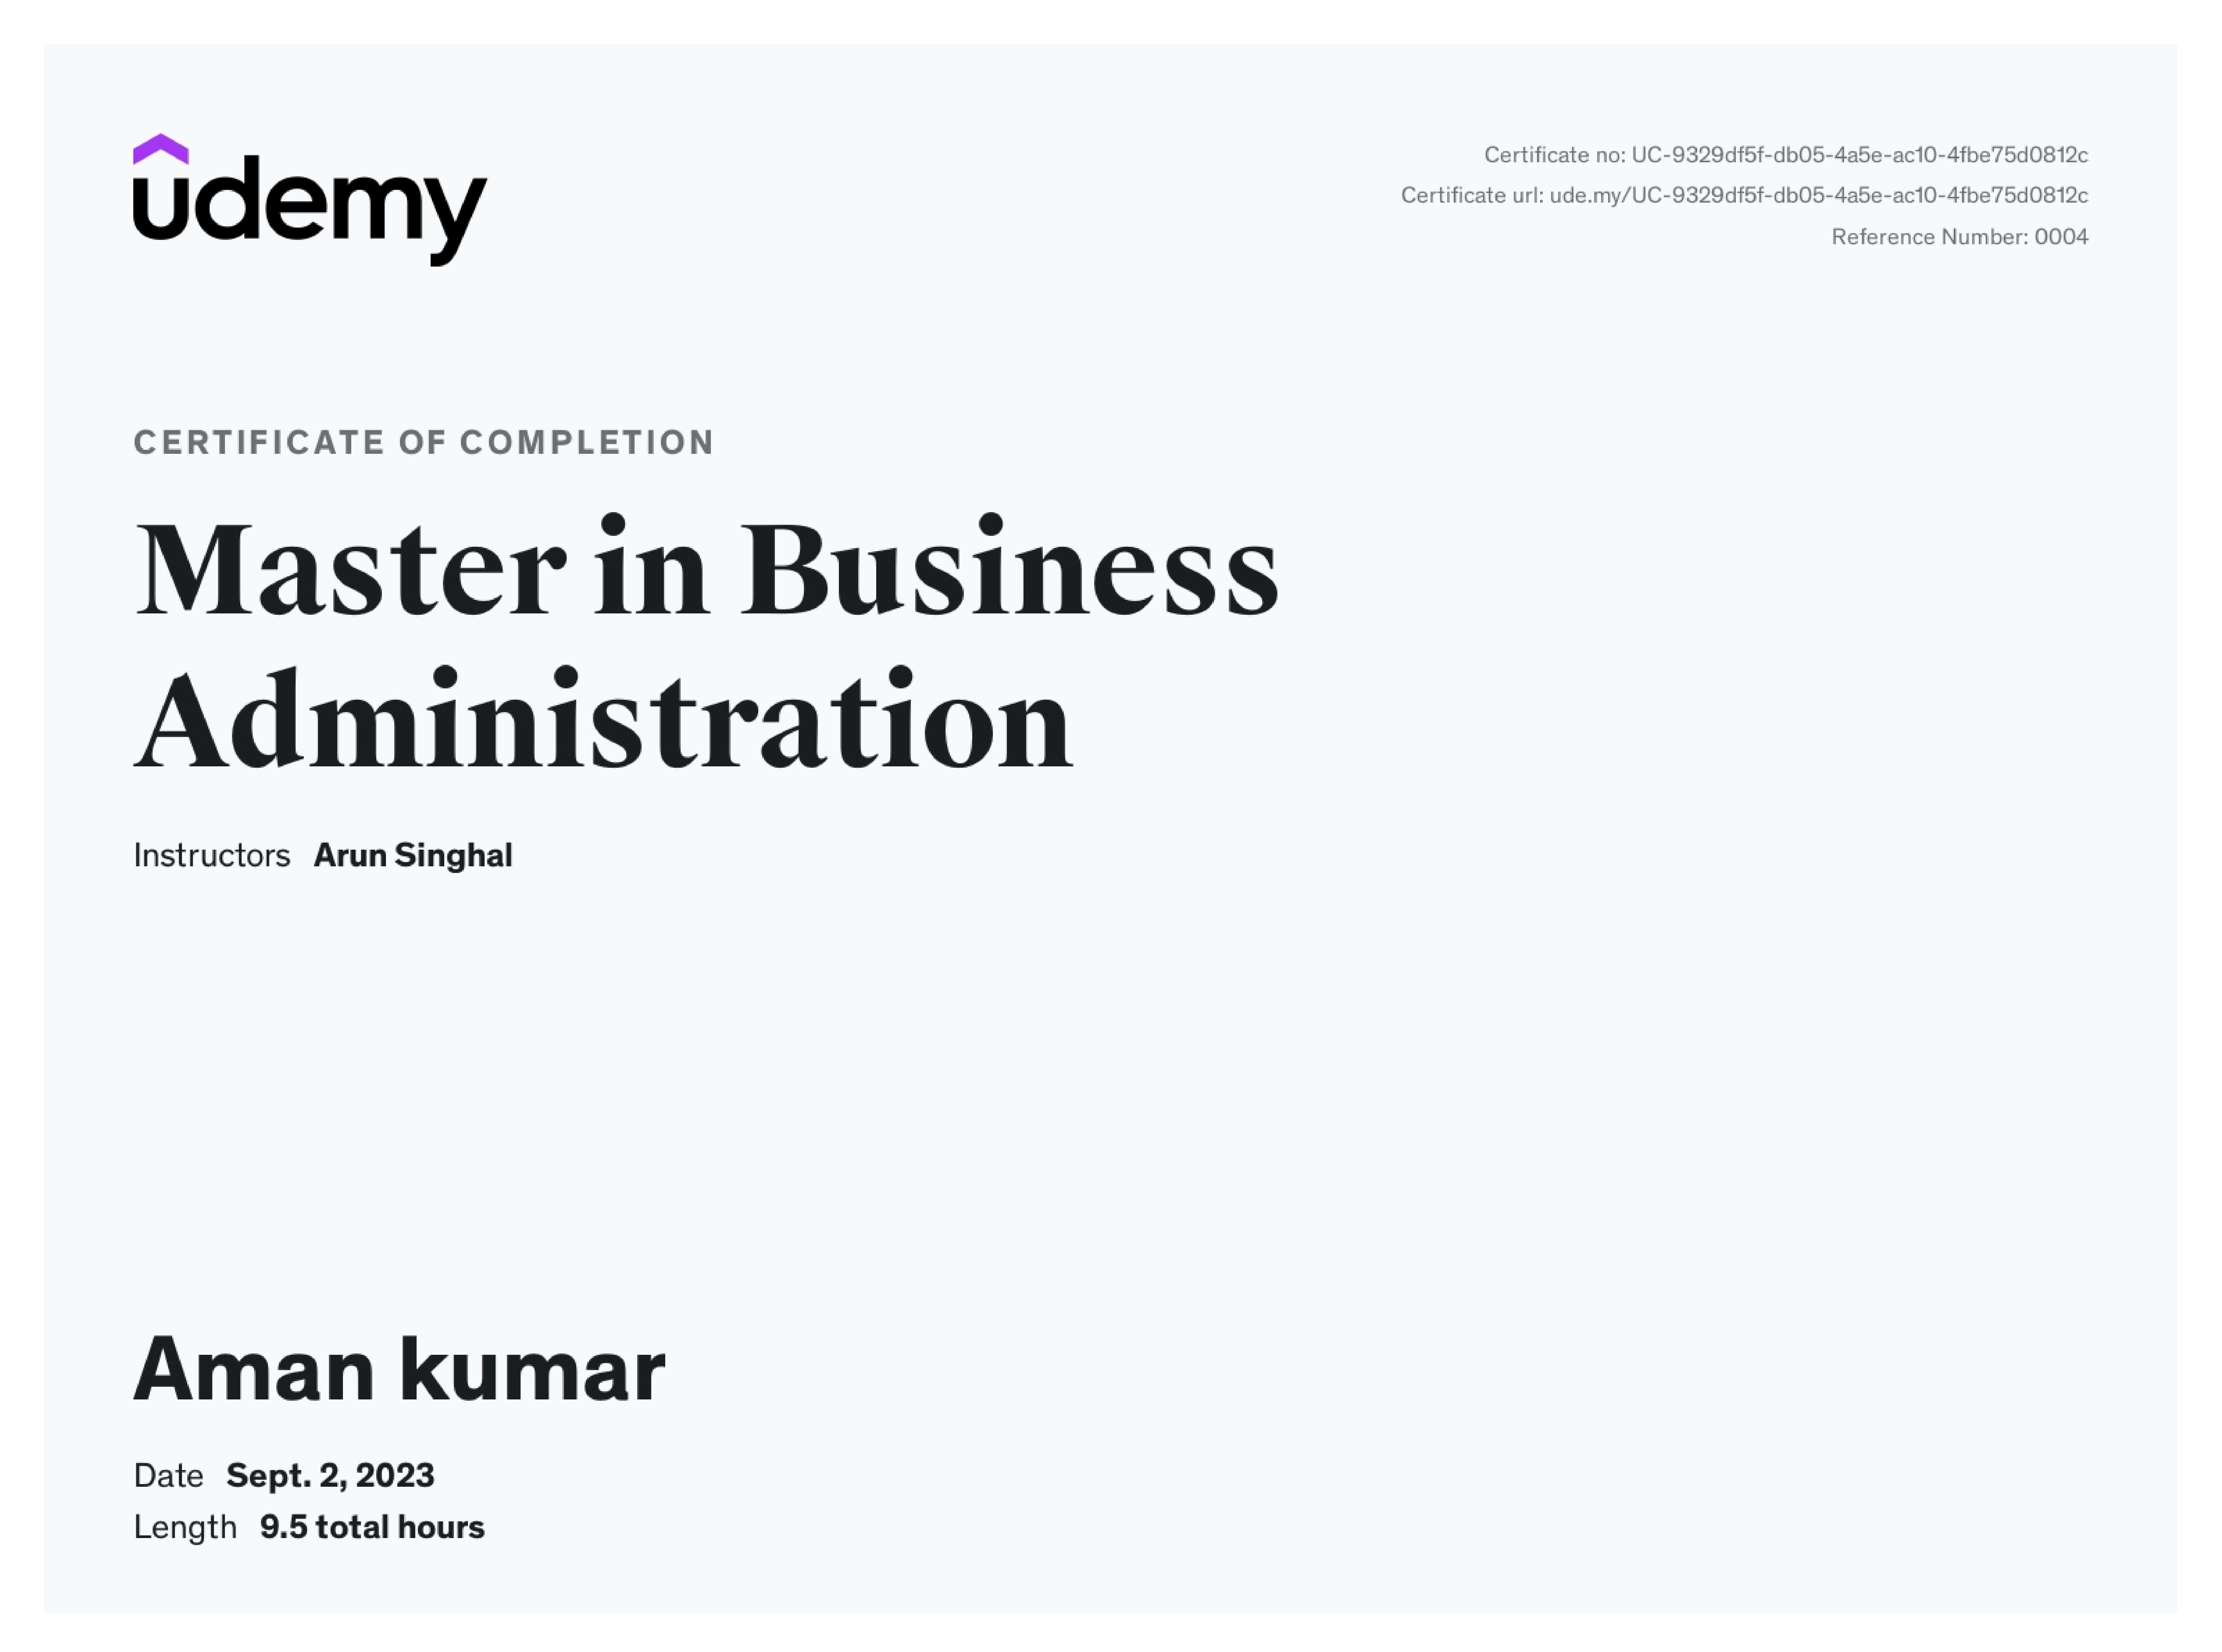 udemy
Certificate no: UC-9329df5f-db05-4a5e-ac10-4fbe75d0812c
Certificate url: ude.my/UC-9329df5f-db05-4a5e-ac10-4fbe75d0812c
Reference Number: 0004
CERTIFICATE OF COMPLETION
Master in Business
Administration
Instructors Arun Singhal
Aman kumar
Date Sept. 2, 2023
Length 9.5 total hours